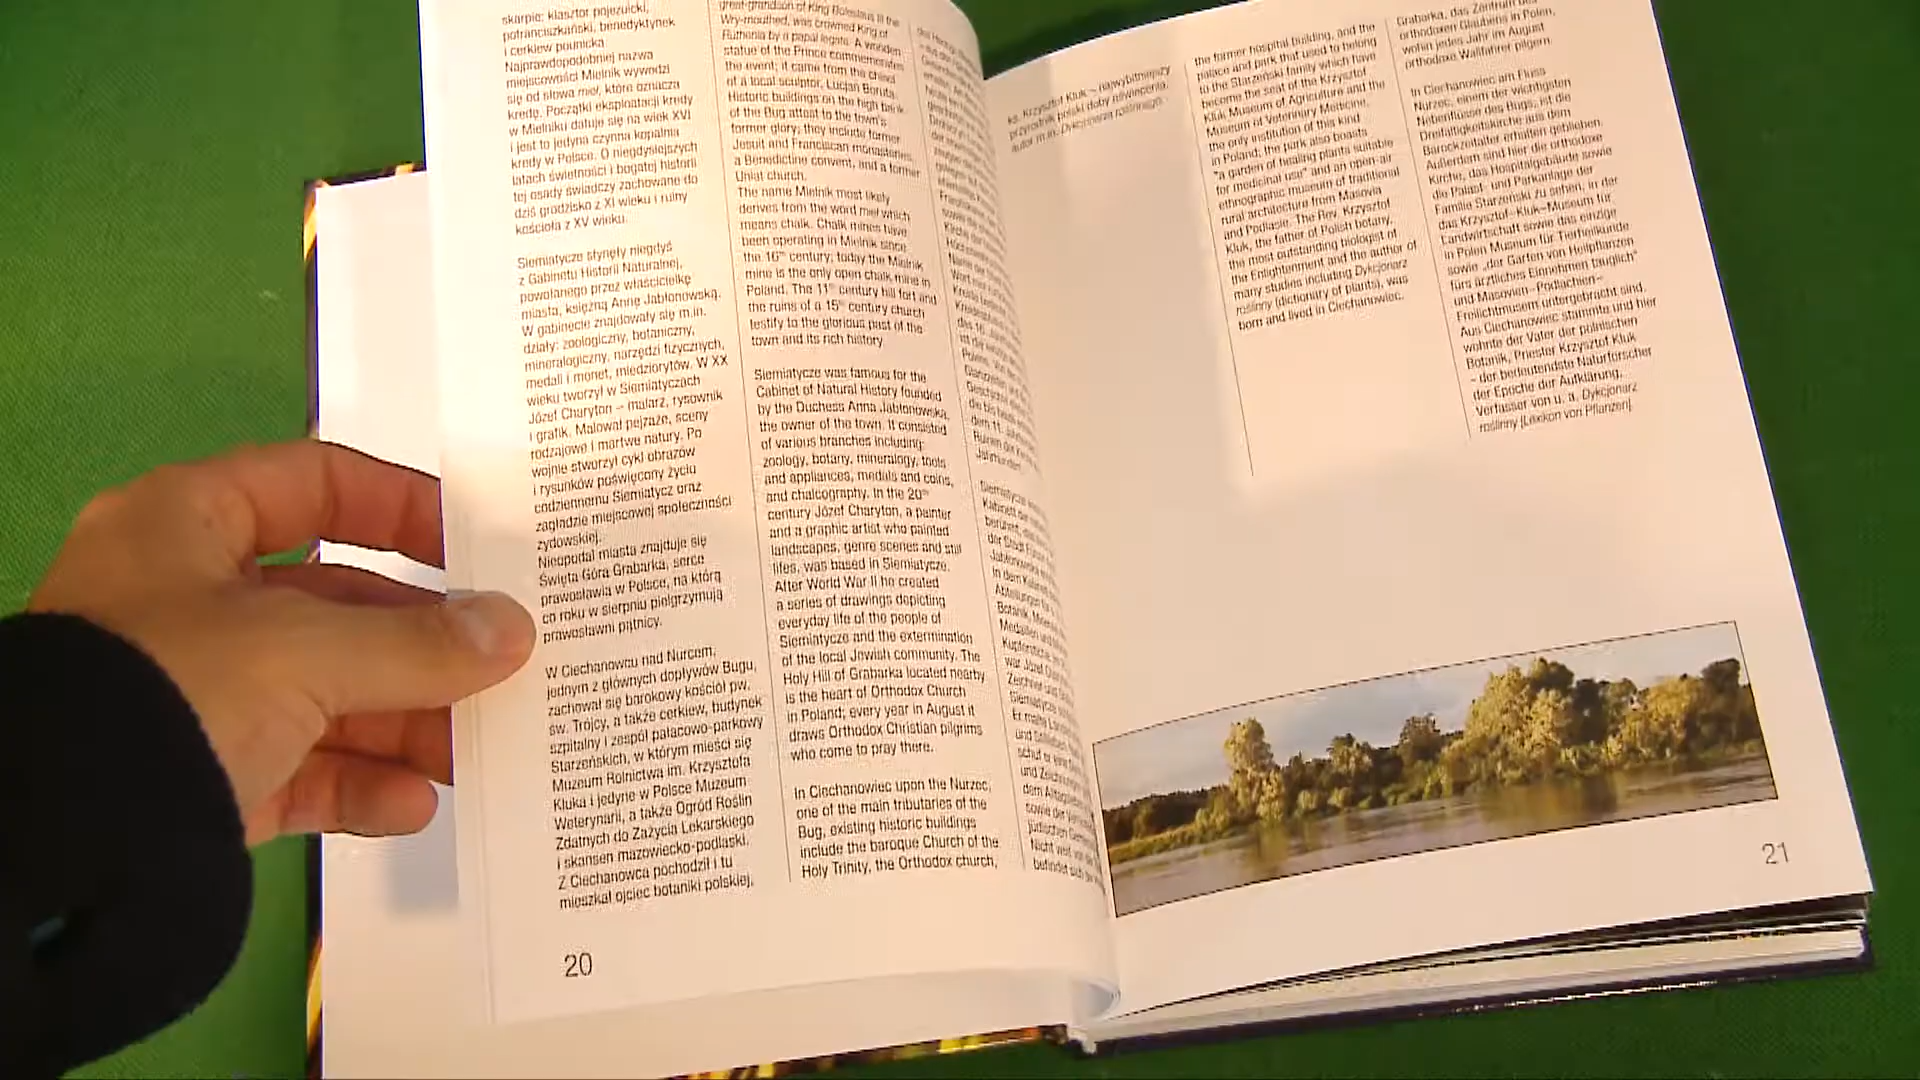 skarpie: klasztor pojezuicki,
pofranciszkański, benedyktynek
i cerkiew pounicka
Najprawdopodobniej nazwa
miejscowości Mielnik wywodzi
się od słowa miel, które oznacza
kredę. Początki eksploatacji kredy
w Mielniku datuje się na wiek XVI
i jest to jedyna czynna kopalnia
kredy w Polsce. O niegdysiejszych
latach świetności i bogatej historii
tej osady świadczy zachowane do
dziś grodzisko z XI wieku i ruiny
kościoła z XV wieku.
Siemiatycze słynęły niegdyś
z Gabinetu Historii Naturalnej,
powołanego przez właścicielkę
miasta, księżną Annę Jabłonowską.
W gabinecie znajdowały się m.in.
działy: zoologiczny, botaniczny,
mineralogiczny, narzędzi fizycznych,
medali i monet, miedziorytów. W XX
wieku tworzył w Siemiatyczach
Józef Charyton – malarz, rysownik
i grafik. Malował pejzaże, sceny
rodzajowe i martwe natury. Po
wojnie stworzył cykl obrazów
i rysunków poświęcony życiu
codziennemu Siemiatycz oraz
zagładzie miejscowej społeczności
żydowskiej.
Nieopodal miasta znajduje się
Święta Góra Grabarka, serce
prawosławia w Polsce, na którą
co roku w sierpniu pielgrzymują
prawosławni pątnicy.
W Ciechanowcu nad Nurcem,
jednym z głównych dopływów Bugu,
zachował się barokowy kościół pw.
św. Trójcy, a także cerkiew, budynek
szpitalny i zespół pałacowo-parkowy
Starzeńskich, w którym mieści się
Muzeum Rolnictwa im. Krzysztofa
Kluka i jedyne w Polsce Muzeum
Weterynarii, a także Ogród Roślin
Zdatnych do Zażycia Lekarskiego
i skansen mazowiecko-podlaski.
Z Ciechanowca pochodził i tu
mieszkał ojciec botaniki polskiej,
20
great-grandson of King Boleslaus III the
Wry-mouthed, was crowned King of
Ruthenia by a papal legate. A wooden
statue of the Prince commemorates
the event; it came from the chisel
of a local sculptor, Lucjan Boruta.
Historic buildings on the high bank
of the Bug attest to the town's
former glory; they include former
Jesuit and Franciscan monasteries,
a Benedictine convent, and a former
Uniat church.
The name Mielnik most likely
derives from the word miel which
means chalk. Chalk mines have
been operating in Mielnik since
the 16th century; today the Mielnik
mine is the only open chalk mine in
Poland. The 11th century hill fort and
the ruins of a 15th century church
testify to the glorious past of the
town and its rich history
Siemiatycze was famous for the
Cabinet of Natural History founded
by the Duchess Anna Jabłonowska,
the owner of the town. It consisted
of various branches including:
zoology, botany, mineralogy, tools
and appliances, medals and coins,
and chalcography. In the 20th
century Józef Charyton, a painter
and a graphic artist who painted
landscapes, genre scenes and still
lifes, was based in Siemiatycze.
After World War II he created
a series of drawings depicting
everyday life of the people of
Siemiatycze and the extermination
of the local Jewish community. The
Holy Hill of Grabarka located nearby
is the heart of Orthodox Church
in Poland; every year in August it
draws Orthodox Christian pilgrims
who come to pray there.
In Ciechanowiec upon the Nurzec,
one of the main tributaries of the
Bug, existing historic buildings
include the baroque Church of the
Holy Trinity, the Orthodox church,
ks. Krzysztof Kluk – najwybitniejszy
przyrodnik polski doby oświecenia,
autor m.in. Dykcjonarza roślinnego.
the former hospital building, and the
palace and park that used to belong
to the Starzeński family which have
become the seat of the Krzysztof
Kluk Museum of Agriculture and the
Museum of Veterinary Medicine,
the only institution of this kind
in Poland; the park also boasts
"a garden of healing plants suitable
for medicinal use" and an open-air
ethnographic museum of traditional
rural architecture from Masovia
and Podlasie. The Rev. Krzysztof
Kluk, the father of Polish botany,
the most outstanding biologist of
the Enlightenment and the author of
many studies including Dykcjonarz
roślinny (dictionary of plants), was
born and lived in Ciechanowiec.
Grabarka, das Zentrum des
orthodoxen Glaubens in Polen,
wohin jedes Jahr im August
orthodoxe Wallfahrer pilgern.
In Ciechanowiec am Fluss
Nurzec, einem der wichtigsten
Nebenflüsse des Bugs, ist die
Dreifaltigkeitskirche aus dem
Barockzeitalter erhalten geblieben.
Außerdem sind hier die orthodoxe
Kirche, das Hospitalgebäude sowie
die Palast- und Parkanlage der
Familie Starzeński zu sehen, in der
das Krzysztof-Kluk-Museum für
Landwirtschaft sowie das einzige
in Polen Museum für Tierheilkunde
sowie „der Garten von Heilpflanzen
fürs ärztliches Einnehmen tauglich"
und Masovien-Podlachien-
Freilichtmuseum untergebracht sind.
Aus Ciechanowiec stammte und hier
wohnte der Vater der polnischen
Botanik, Priester Krzysztof Kluk
- der bedeutendste Naturforscher
der Epoche der Aufklärung,
Verfasser von u. a. Dykcjonarz
roślinny [Lexikon von Pflanzen].
21